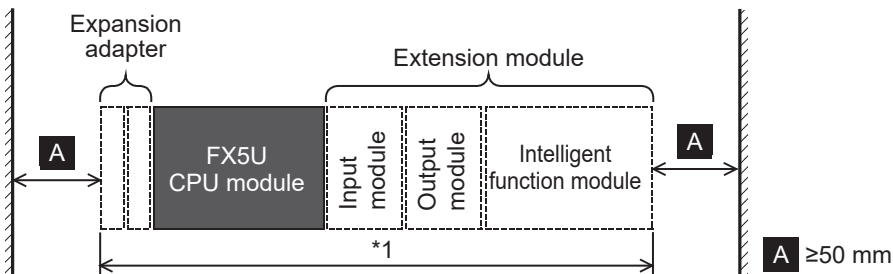 Expansion
adapter
Extension module
A
FX5U
CPU module
Input
module
Output
module
Intelligent
function module
A
*1
A ≥50 mm